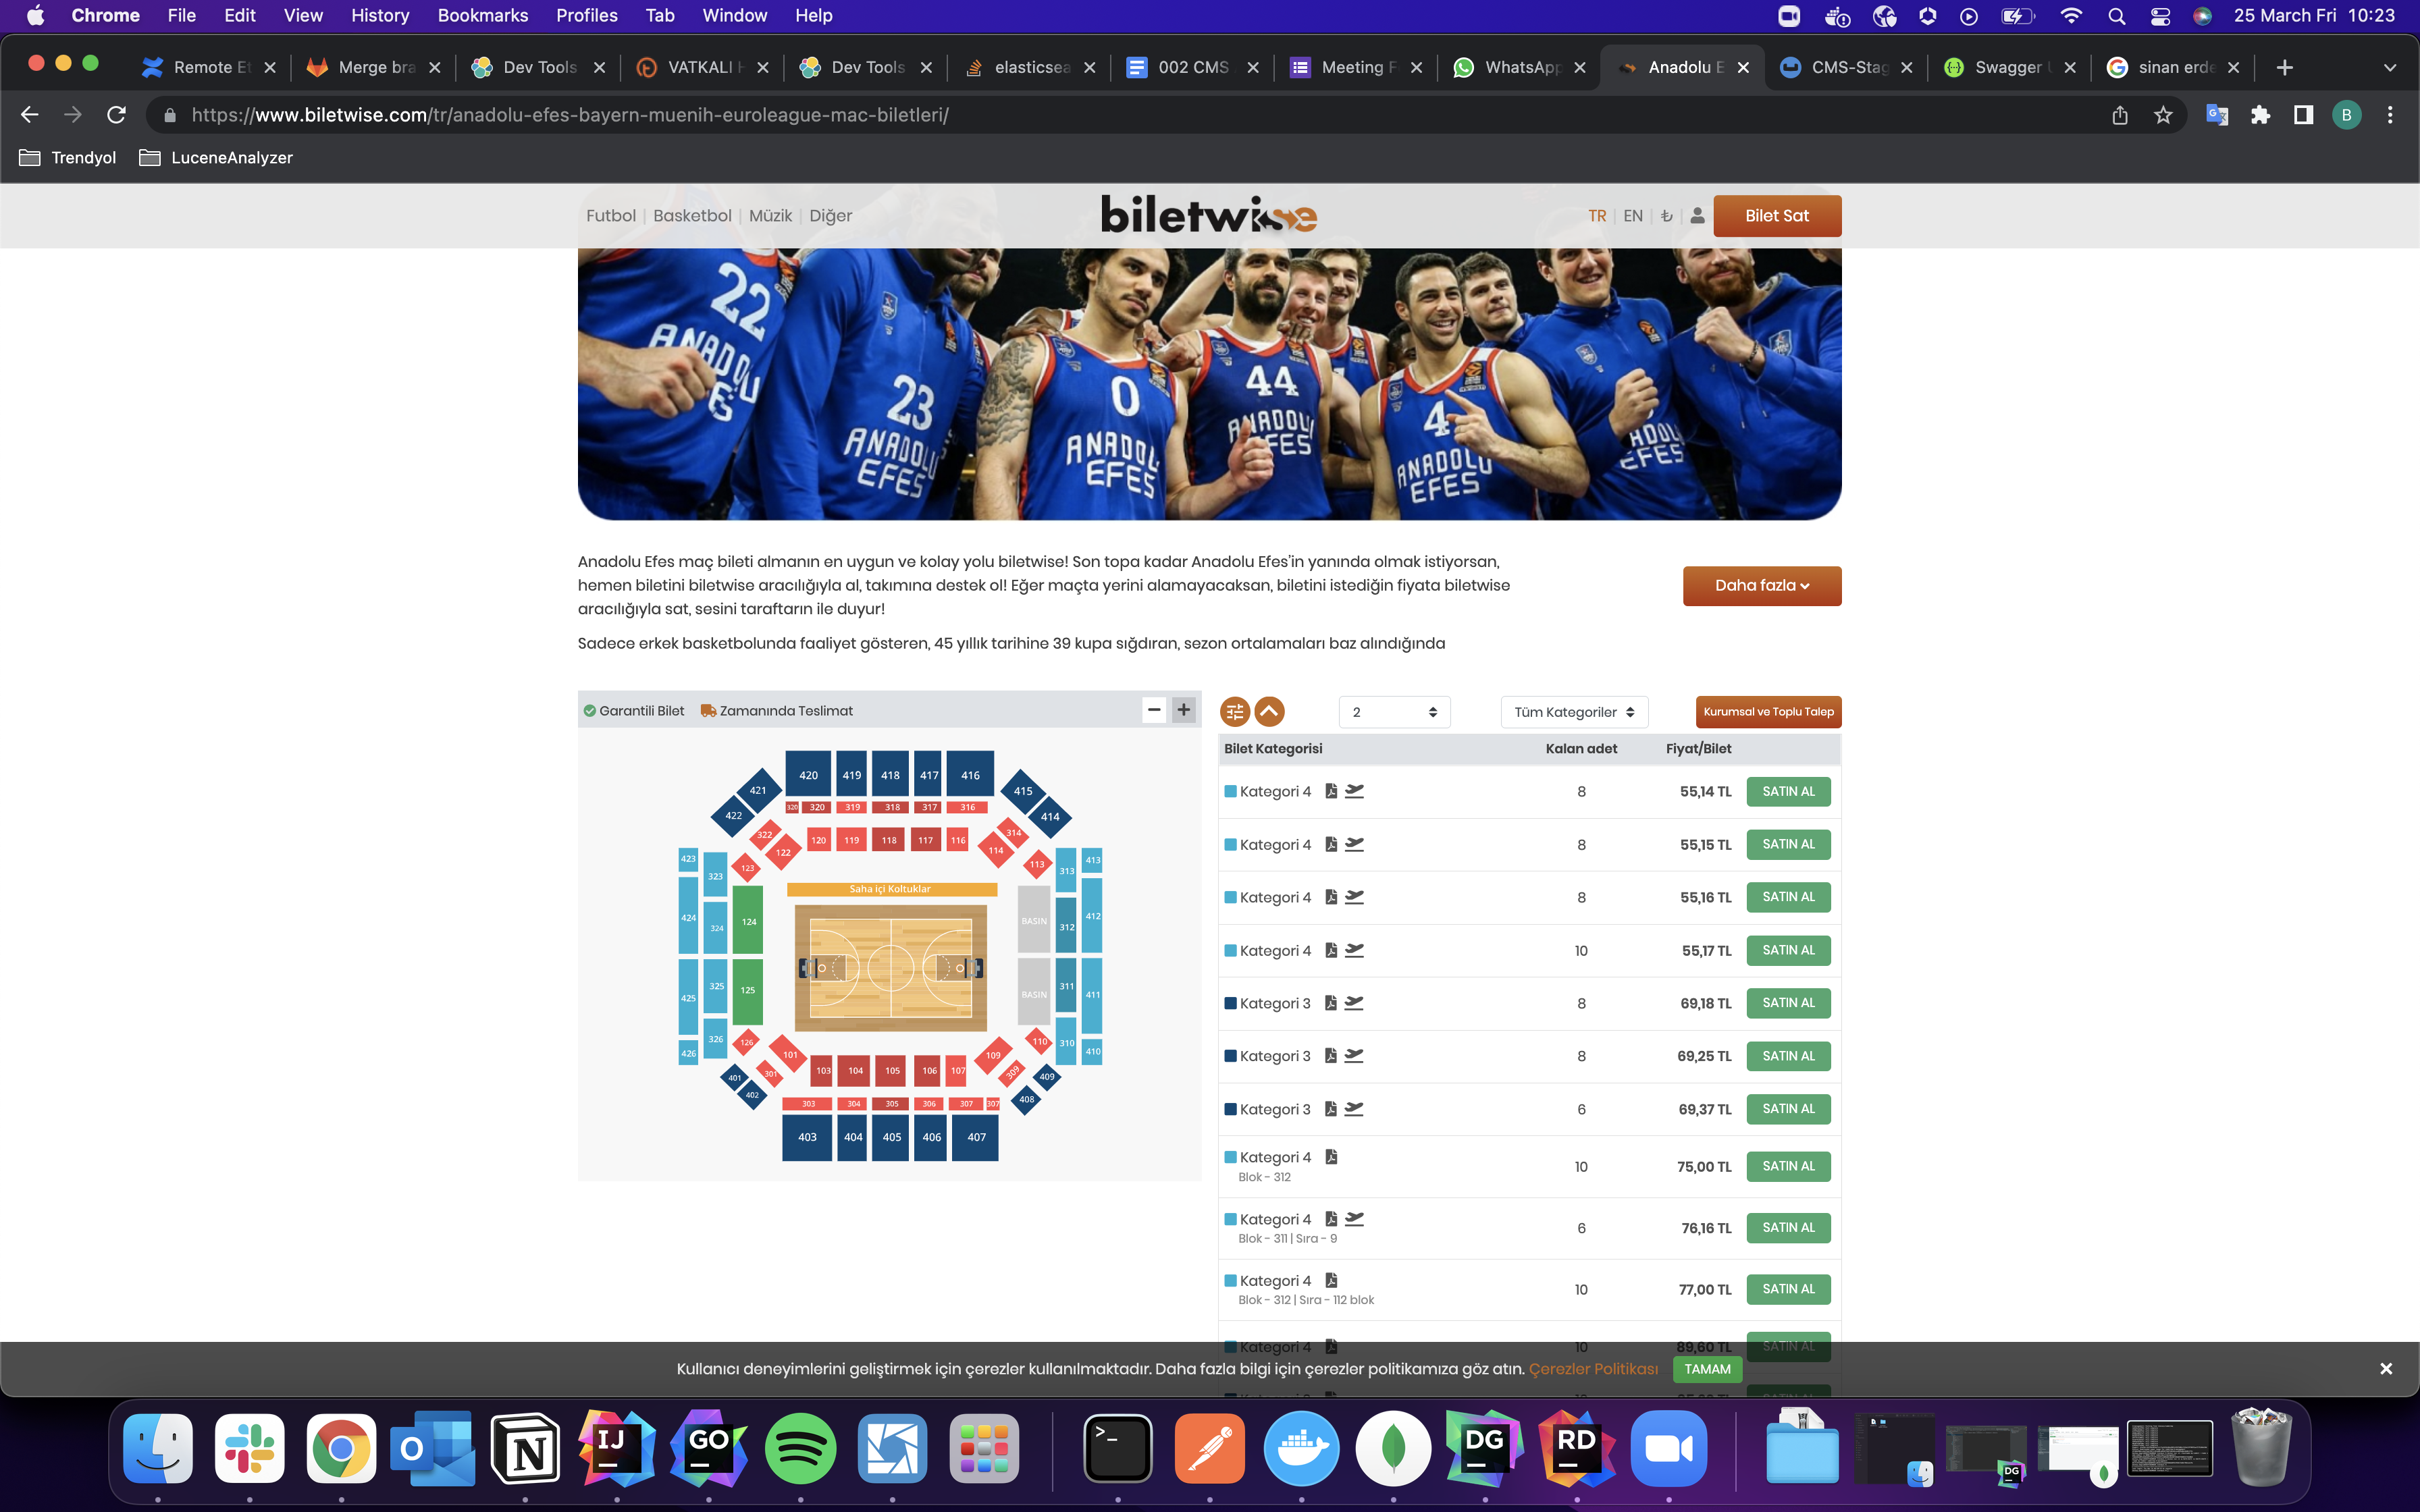 Chrome File Edit View History Bookmarks Profiles Tab Window Help 25 March Fri 10:23
Remote Et Merge bra Dev Tools VATKALI Dev Tools elasticsea 002 CMS Meeting F WhatsApp Anadolu E CMS-Stag Swagger sinan erde
https://www.biletwise.com/tr/anadolu-efes-bayern-muenih-euroleague-mac-biletleri/ B
Trendyol LuceneAnalyzer
Futbol | Basketbol | Müzik | Diğer biletwise TR | EN | ₺ | Bilet Sat
22 ANADOLU EFES
23 ANADOLU EFES
0 ANADOLU EFES
44 ANADOLU EFES
4 ANADOLU EFES
ADOLU EFES
Anadolu Efes maç bileti almanın en uygun ve kolay yolu biletwise! Son topa kadar Anadolu Efes'in yanında olmak istiyorsan,
hemen biletini biletwise aracılığıyla al, takımına destek ol! Eğer maçta yerini alamayacaksan, biletini istediğin fiyata biletwise
aracılığıyla sat, sesini taraftarın ile duyur!
Daha fazla
Sadece erkek basketbolunda faaliyet gösteren, 45 yıllık tarihine 39 kupa sığdıran, sezon ortalamaları baz alındığında
Garantili Bilet Zamanında Teslimat − +
420 419 418 417 416
421 415
422 414
320 320 319 318 317 316
322 314
120 119 118 117 116
122 114
423 323 123 113 313 413
Saha içi Koltuklar
424 324 124 BASIN 312 412
425 325 125 BASIN 311 411
426 326 126 110 310 410
101 109
401 301 309 409
402 408
103 104 105 106 107
303 304 305 306 307 307
403 404 405 406 407
2 Tüm Kategoriler Kurumsal ve Toplu Talep
Bilet Kategorisi Kalan adet Fiyat/Bilet
Kategori 4 8 55,14 TL SATIN AL
Kategori 4 8 55,15 TL SATIN AL
Kategori 4 8 55,16 TL SATIN AL
Kategori 4 10 55,17 TL SATIN AL
Kategori 3 8 69,18 TL SATIN AL
Kategori 3 8 69,25 TL SATIN AL
Kategori 3 6 69,37 TL SATIN AL
Kategori 4 10 75,00 TL SATIN AL
Blok - 312
Kategori 4 6 76,16 TL SATIN AL
Blok - 311 | Sıra - 9
Kategori 4 10 77,00 TL SATIN AL
Blok - 312 | Sıra - 112 blok
Kategori 4 10 89,60 TL SATIN AL
Kullanıcı deneyimlerini geliştirmek için çerezler kullanılmaktadır. Daha fazla bilgi için çerezler politikamıza göz atın. Çerezler Politikası TAMAM
O N IJ GO >_ DG RD DG